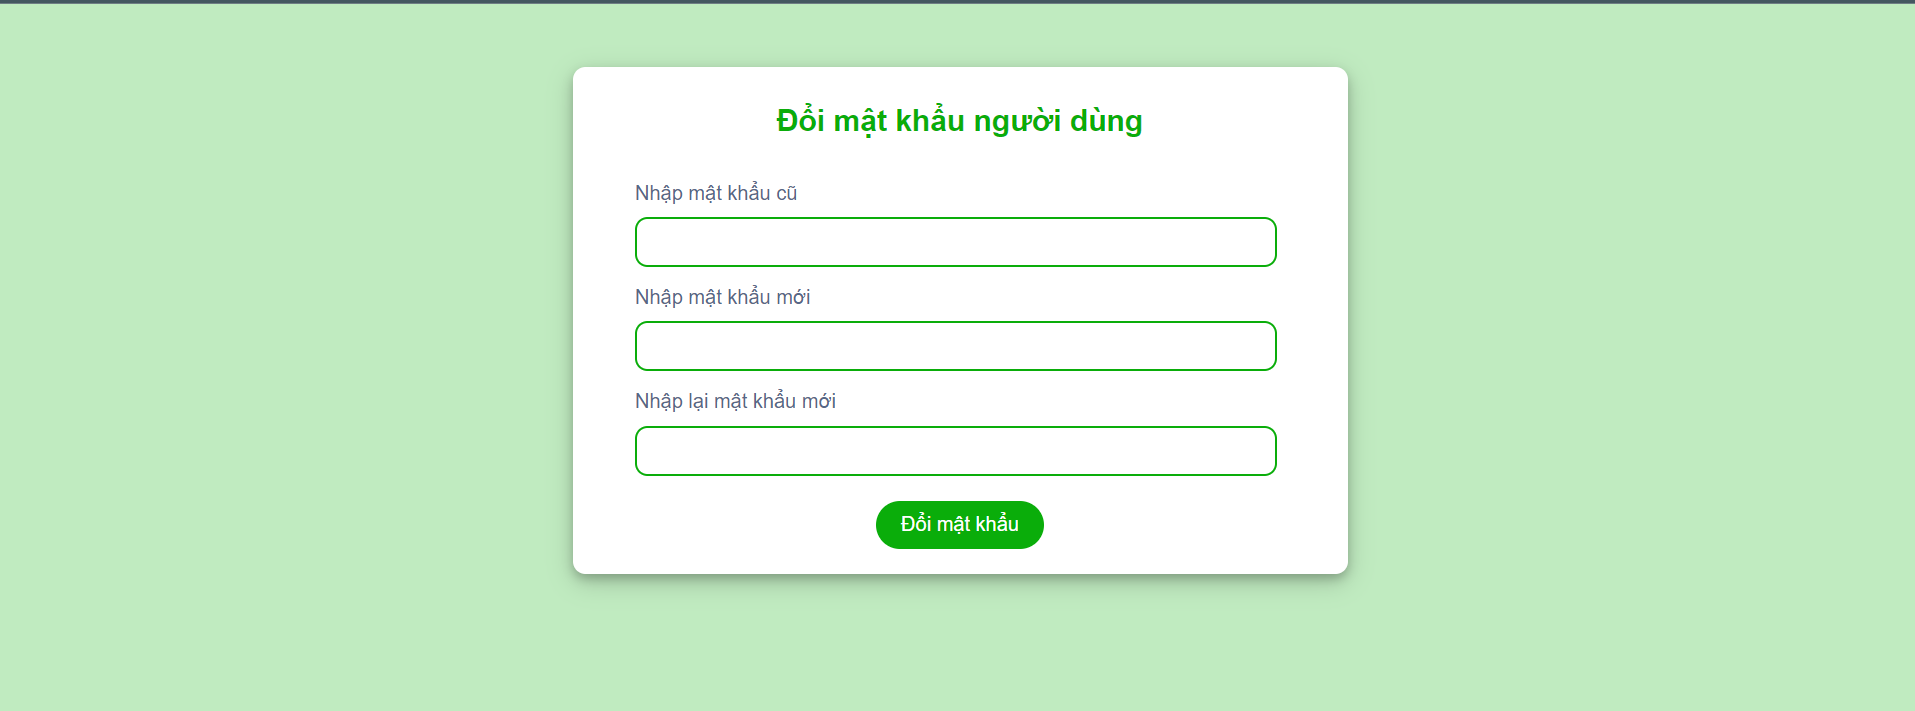 Đổi mật khẩu người dùng
Nhập mật khẩu cũ
Nhập mật khẩu mới
Nhập lại mật khẩu mới
Đổi mật khẩu